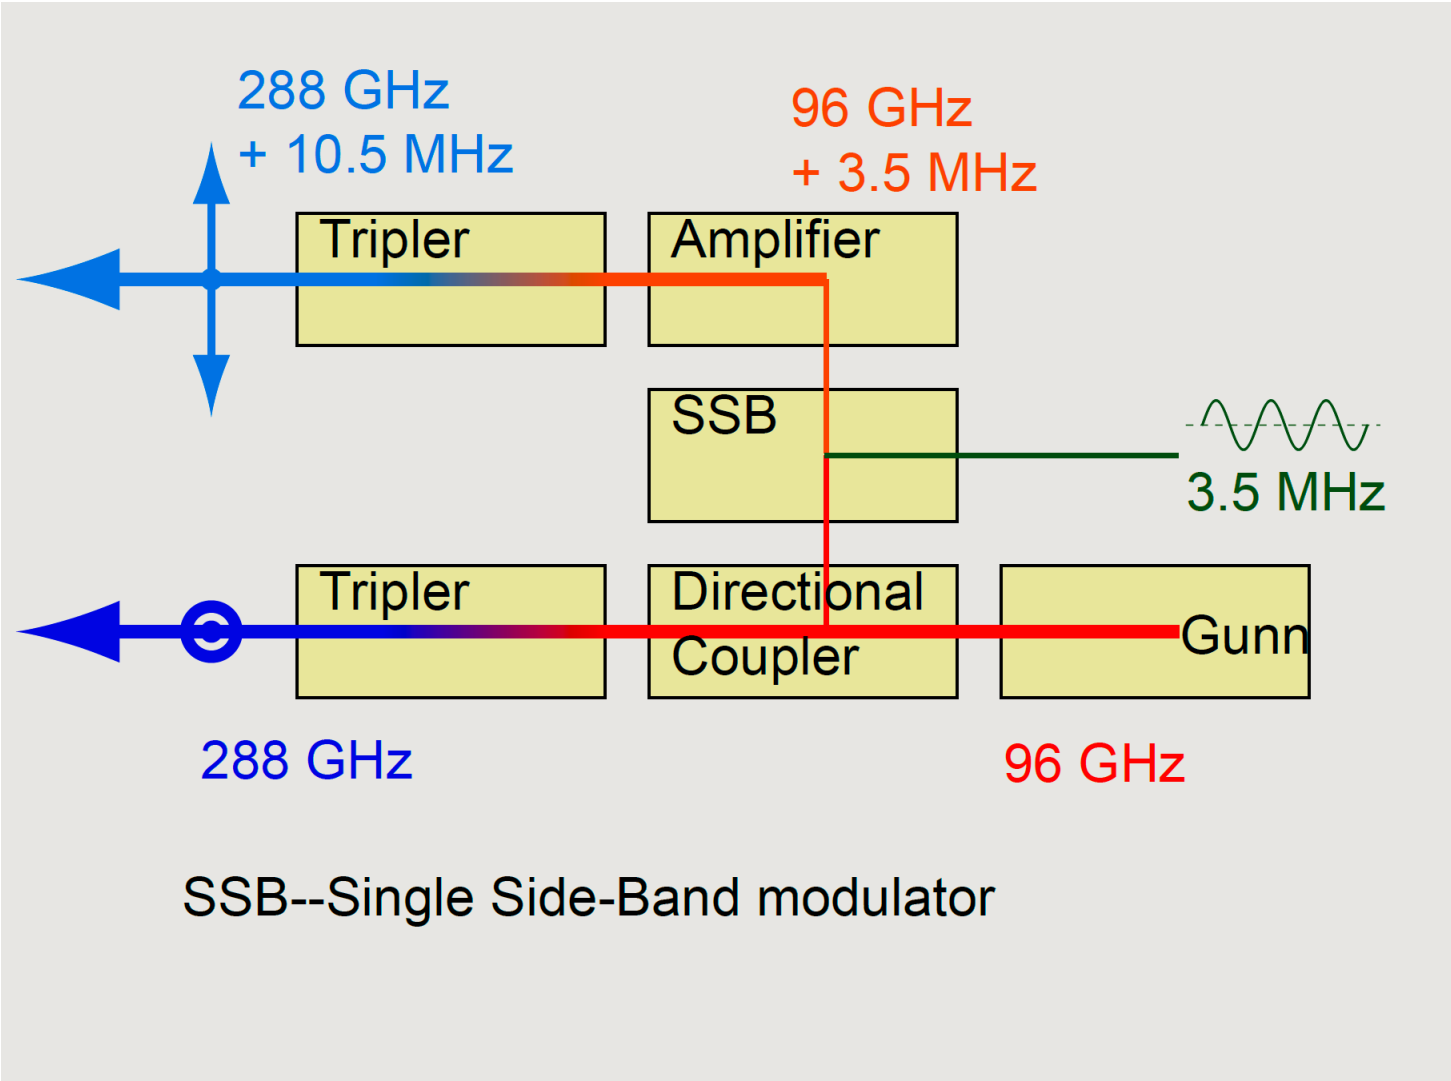 288 GHz
+ 10.5 MHz
96 GHz
+ 3.5 MHz
Tripler
Amplifier
SSB
3.5 MHz
Tripler
Directional
Coupler
Gunn
288 GHz
96 GHz
SSB--Single Side-Band modulator